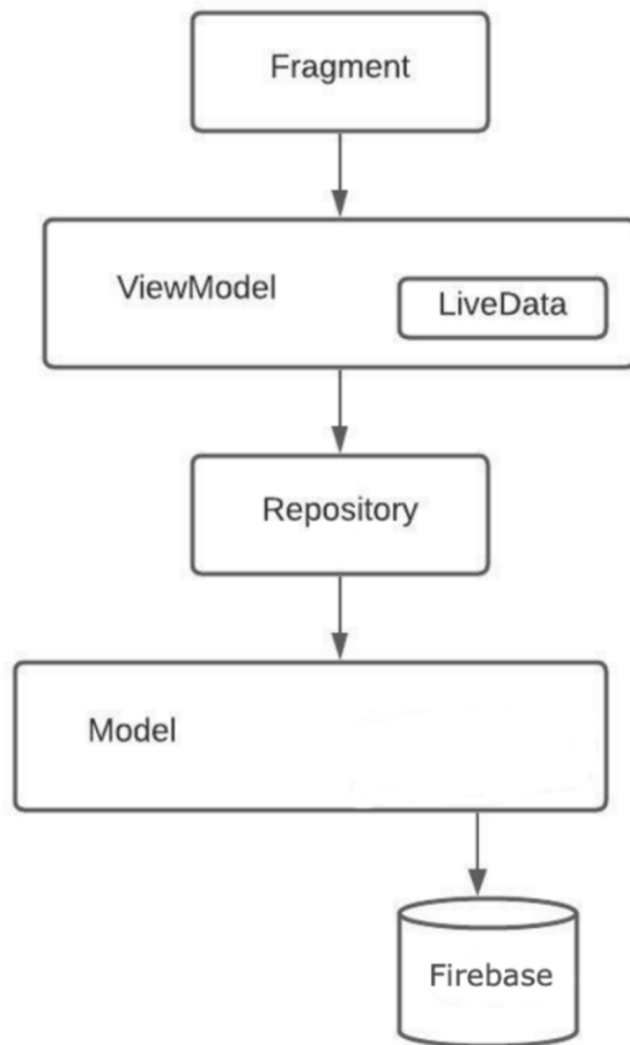 Fragment
ViewModel
LiveData
Repository
Model
Firebase